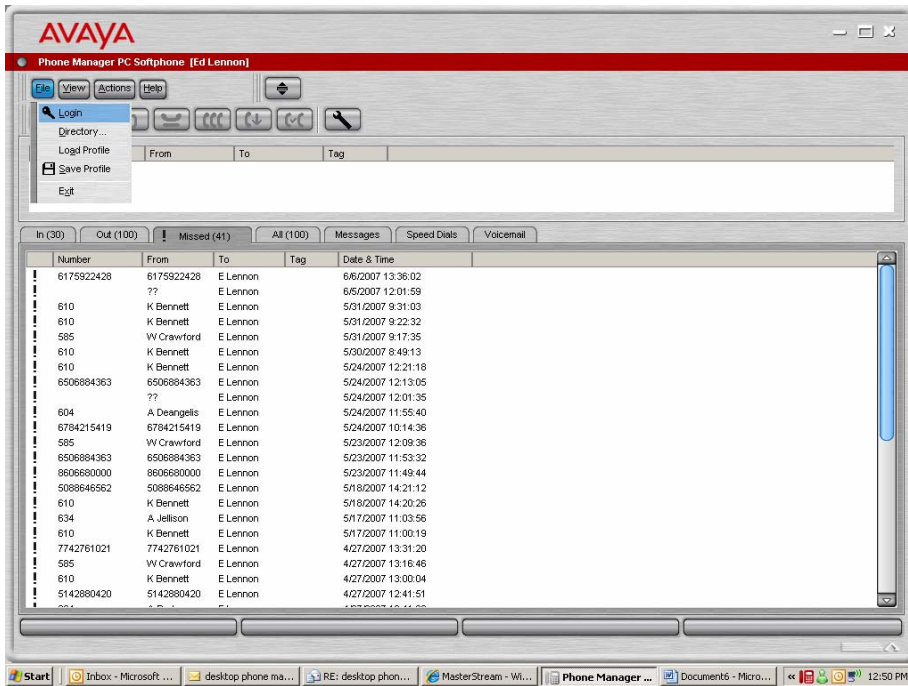 AVAYA
Phone Manager PC Softphone [Ed Lennon]
File View Actions Help
Login
Directory...
Load Profile
Save Profile
Exit
From To Tag
In (30) Out (100) ! Missed (41) All (100) Messages Speed Dials Voicemail
Number From To Tag Date & Time
! 6175922428 6175922428 E Lennon 6/6/2007 13:36:02
! ?? E Lennon 6/5/2007 12:01:59
! 610 K Bennett E Lennon 5/31/2007 9:31:03
! 610 K Bennett E Lennon 5/31/2007 9:22:32
! 585 W Crawford E Lennon 5/31/2007 9:17:35
! 610 K Bennett E Lennon 5/30/2007 8:49:13
! 610 K Bennett E Lennon 5/24/2007 12:21:18
! 6506884363 6506884363 E Lennon 5/24/2007 12:13:05
! ?? E Lennon 5/24/2007 12:01:35
! 604 A Deangelis E Lennon 5/24/2007 11:55:40
! 6784215419 6784215419 E Lennon 5/24/2007 10:14:36
! 585 W Crawford E Lennon 5/23/2007 12:09:36
! 6506884363 6506884363 E Lennon 5/23/2007 11:53:32
! 8606680000 8606680000 E Lennon 5/23/2007 11:49:44
! 5088646562 5088646562 E Lennon 5/18/2007 14:21:12
! 610 K Bennett E Lennon 5/18/2007 14:20:26
! 634 A Jellison E Lennon 5/17/2007 11:03:56
! 610 K Bennett E Lennon 5/17/2007 11:00:19
! 7742761021 7742761021 E Lennon 4/27/2007 13:31:20
! 585 W Crawford E Lennon 4/27/2007 13:16:46
! 610 K Bennett E Lennon 4/27/2007 13:00:04
! 5142880420 5142880420 E Lennon 4/27/2007 12:41:51
Start Inbox - Microsoft ... desktop phone ma... RE: desktop phon... MasterStream - Wi... Phone Manager ... Document6 - Micro... « 12:50 PM